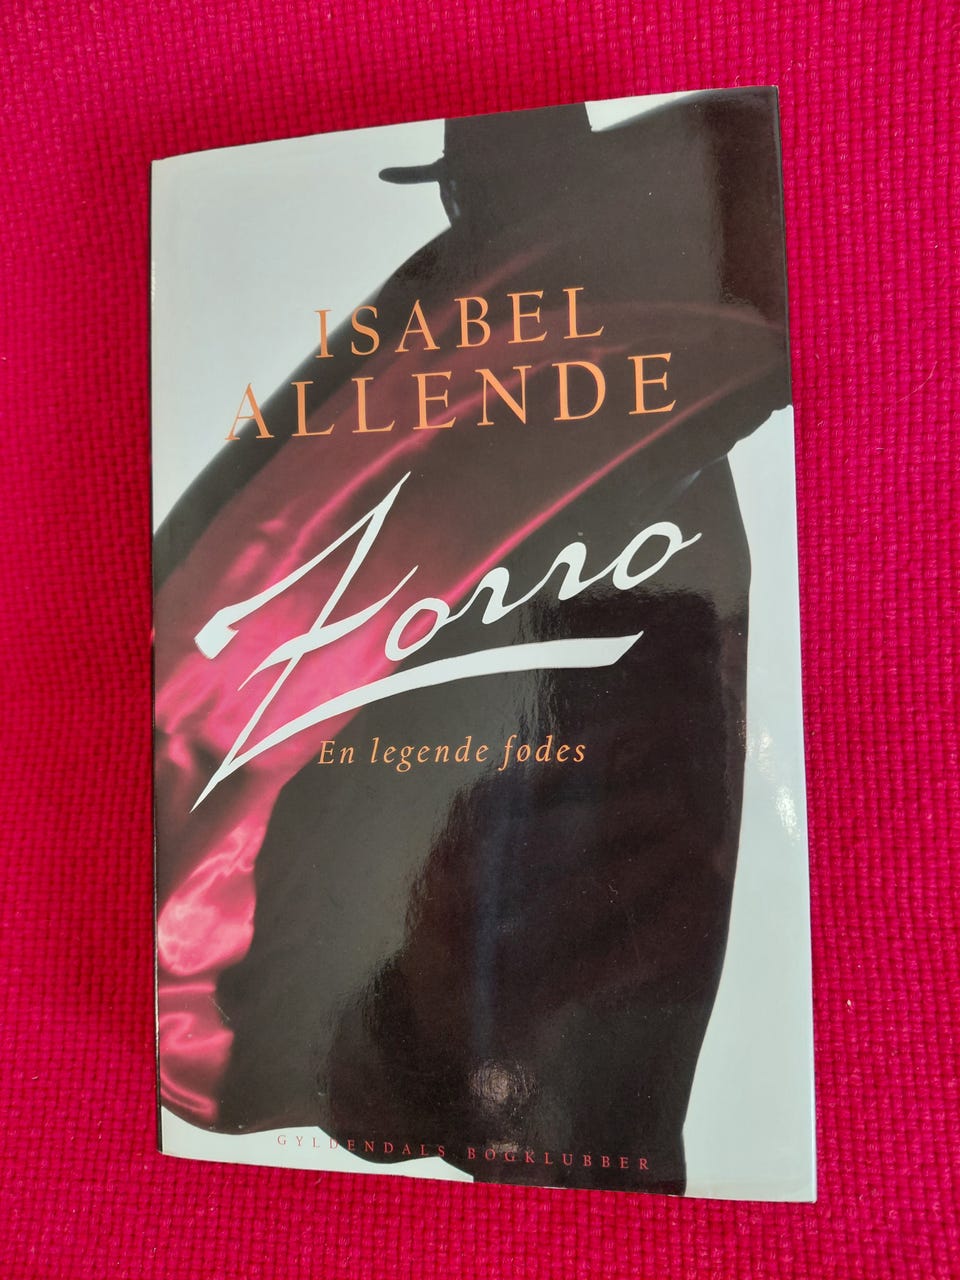 ISABEL
ALLENDE
Zorro
En legende fødes
GYLDENDALS BOGKLUBBER